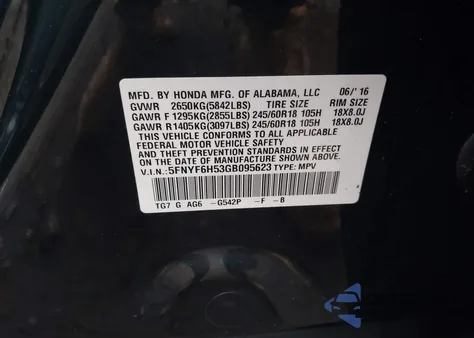 MFD. BY HONDA MFG. OF ALABAMA, LLC 06/'16
GVWR 2650KG(5842LBS) TIRE SIZE RIM SIZE
GAWR F 1295KG(2855LBS) 245/60R18 105H 18X8.0J
GAWR R 1405KG(3097LBS) 245/60R18 105H 18X8.0J
THIS VEHICLE CONFORMS TO ALL APPLICABLE
FEDERAL MOTOR VEHICLE SAFETY AND THEFT
PREVENTION STANDARDS IN EFFECT ON THE
DATE OF MANUFACTURE SHOWN ABOVE.
V.I.N: 5FNYF6H53GB095623 TYPE: MPV
TG7 G AG6 -G542P -F -B